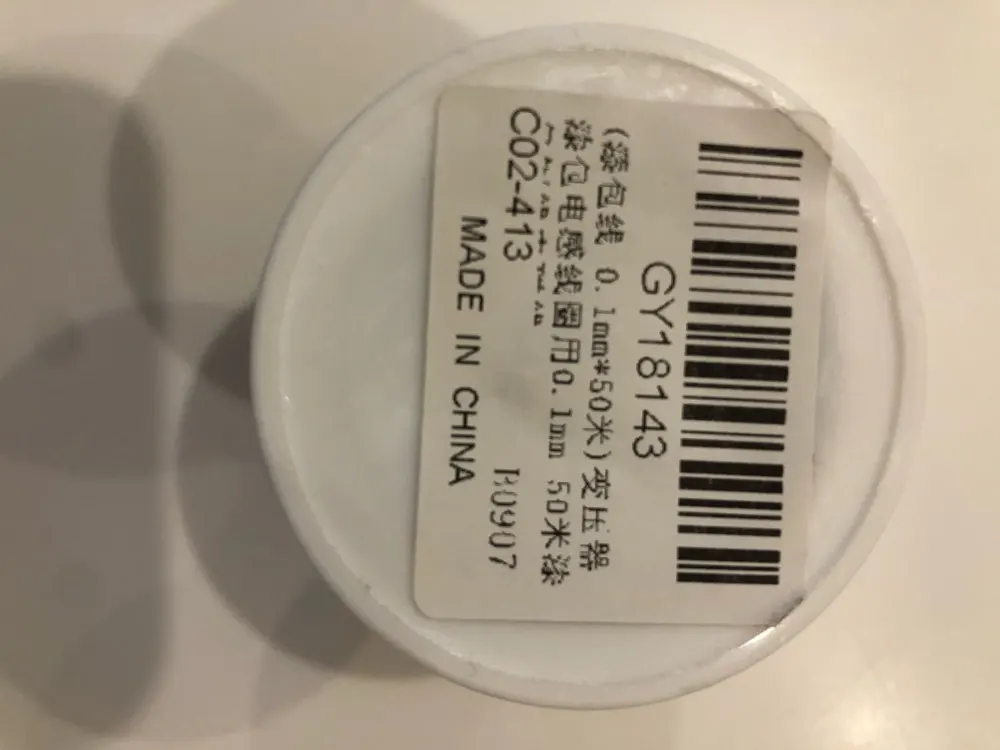 GY18143
(漆包线 0.1mm*50米)变压器
漆包电感线圈用0.1mm 50米漆
C02-413
B0907
MADE IN CHINA